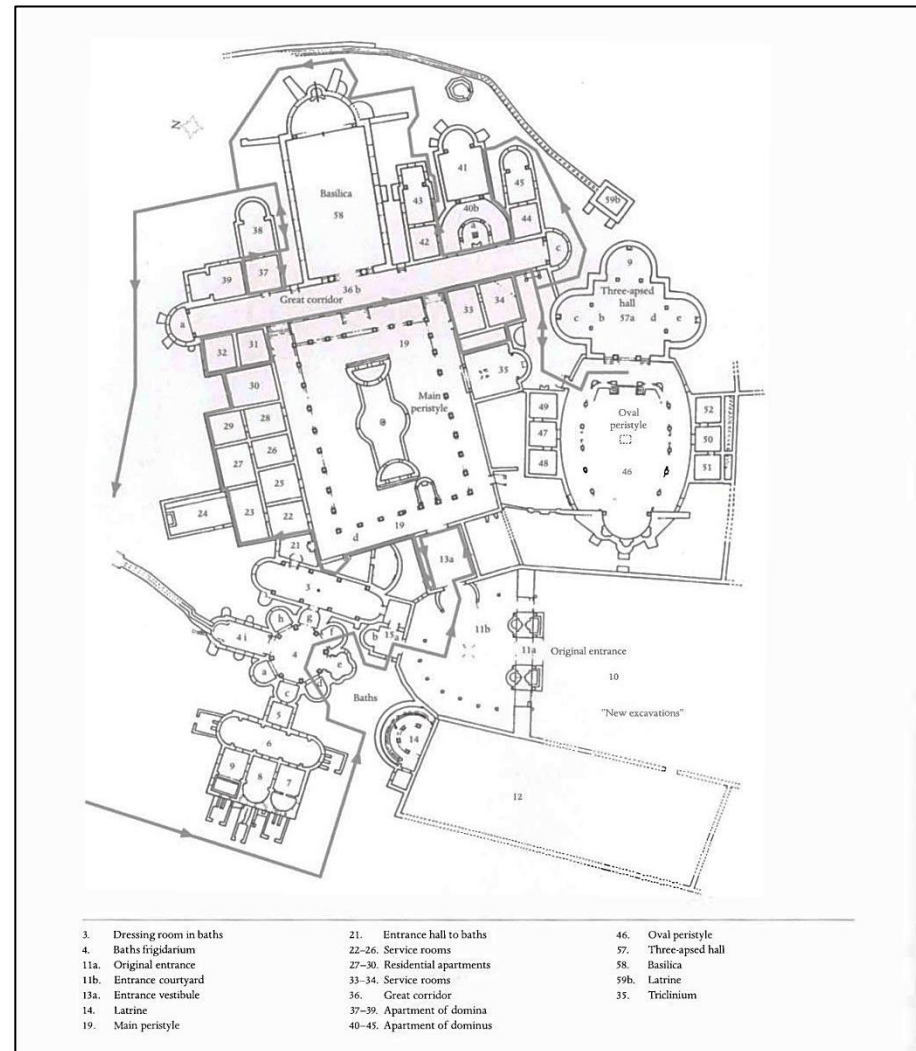 N
41
45
Basilica
43
59b
58
40b
38
44
a
9
42
c
37
Three-apsed
hall
39
36 b
c b 57a d e
Great corridor
34
a
33
31
19
32
35
30
Main
peristyle
49
52
28
Oval
peristyle
29
47
50
26
27
46
48
51
25
24
23
22
19
d
21
13a
3
11b
h
g
15a
4 i
f
b
11a
Original entrance
4
e
a
10
d
c
Baths
"New excavations"
5
14
6
9
8
7
12
3. Dressing room in baths
4. Baths frigidarium
11a. Original entrance
11b. Entrance courtyard
13a. Entrance vestibule
14. Latrine
19. Main peristyle
21. Entrance hall to baths
22–26. Service rooms
27–30. Residential apartments
33–34. Service rooms
36. Great corridor
37–39. Apartment of domina
40–45. Apartment of dominus
46. Oval peristyle
57. Three-apsed hall
58. Basilica
59b. Latrine
35. Triclinium